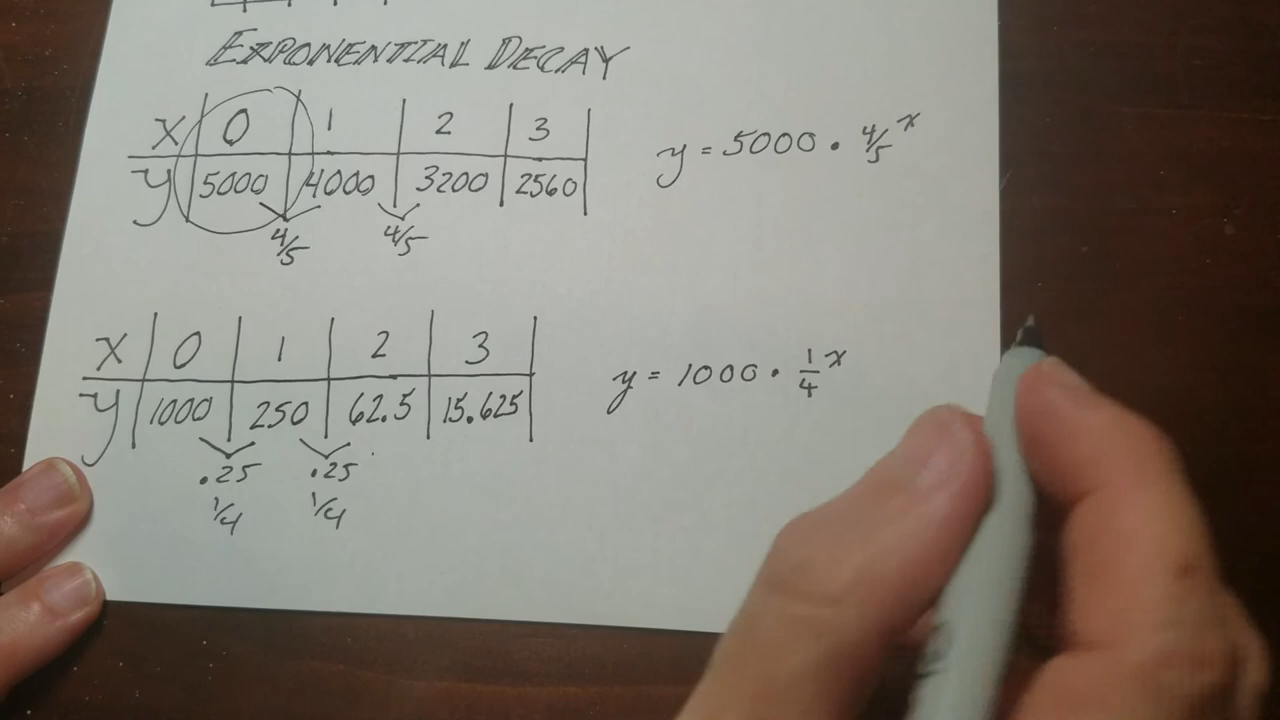 EXPONENTIAL DECAY
X 0 1 2 3
y 5000 4000 3200 2560
4/5 4/5
y = 5000 · 4/5^x
X 0 1 2 3
y 1000 250 62.5 15.625
.25 .25
1/4 1/4
y = 1000 · 1/4^x